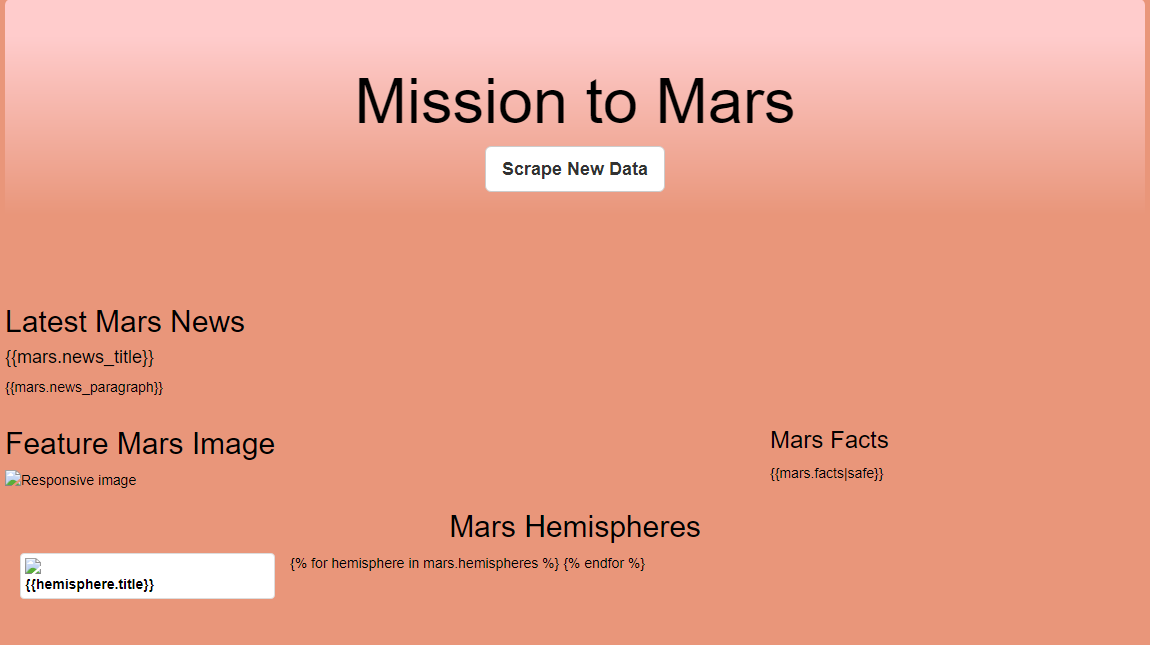 Mission to Mars
Scrape New Data
Latest Mars News
{{mars.news_title}}
{{mars.news_paragraph}}
Feature Mars Image
Responsive image
Mars Facts
{{mars.facts|safe}}
Mars Hemispheres
{% for hemisphere in mars.hemispheres %} {% endfor %}
{{hemisphere.title}}